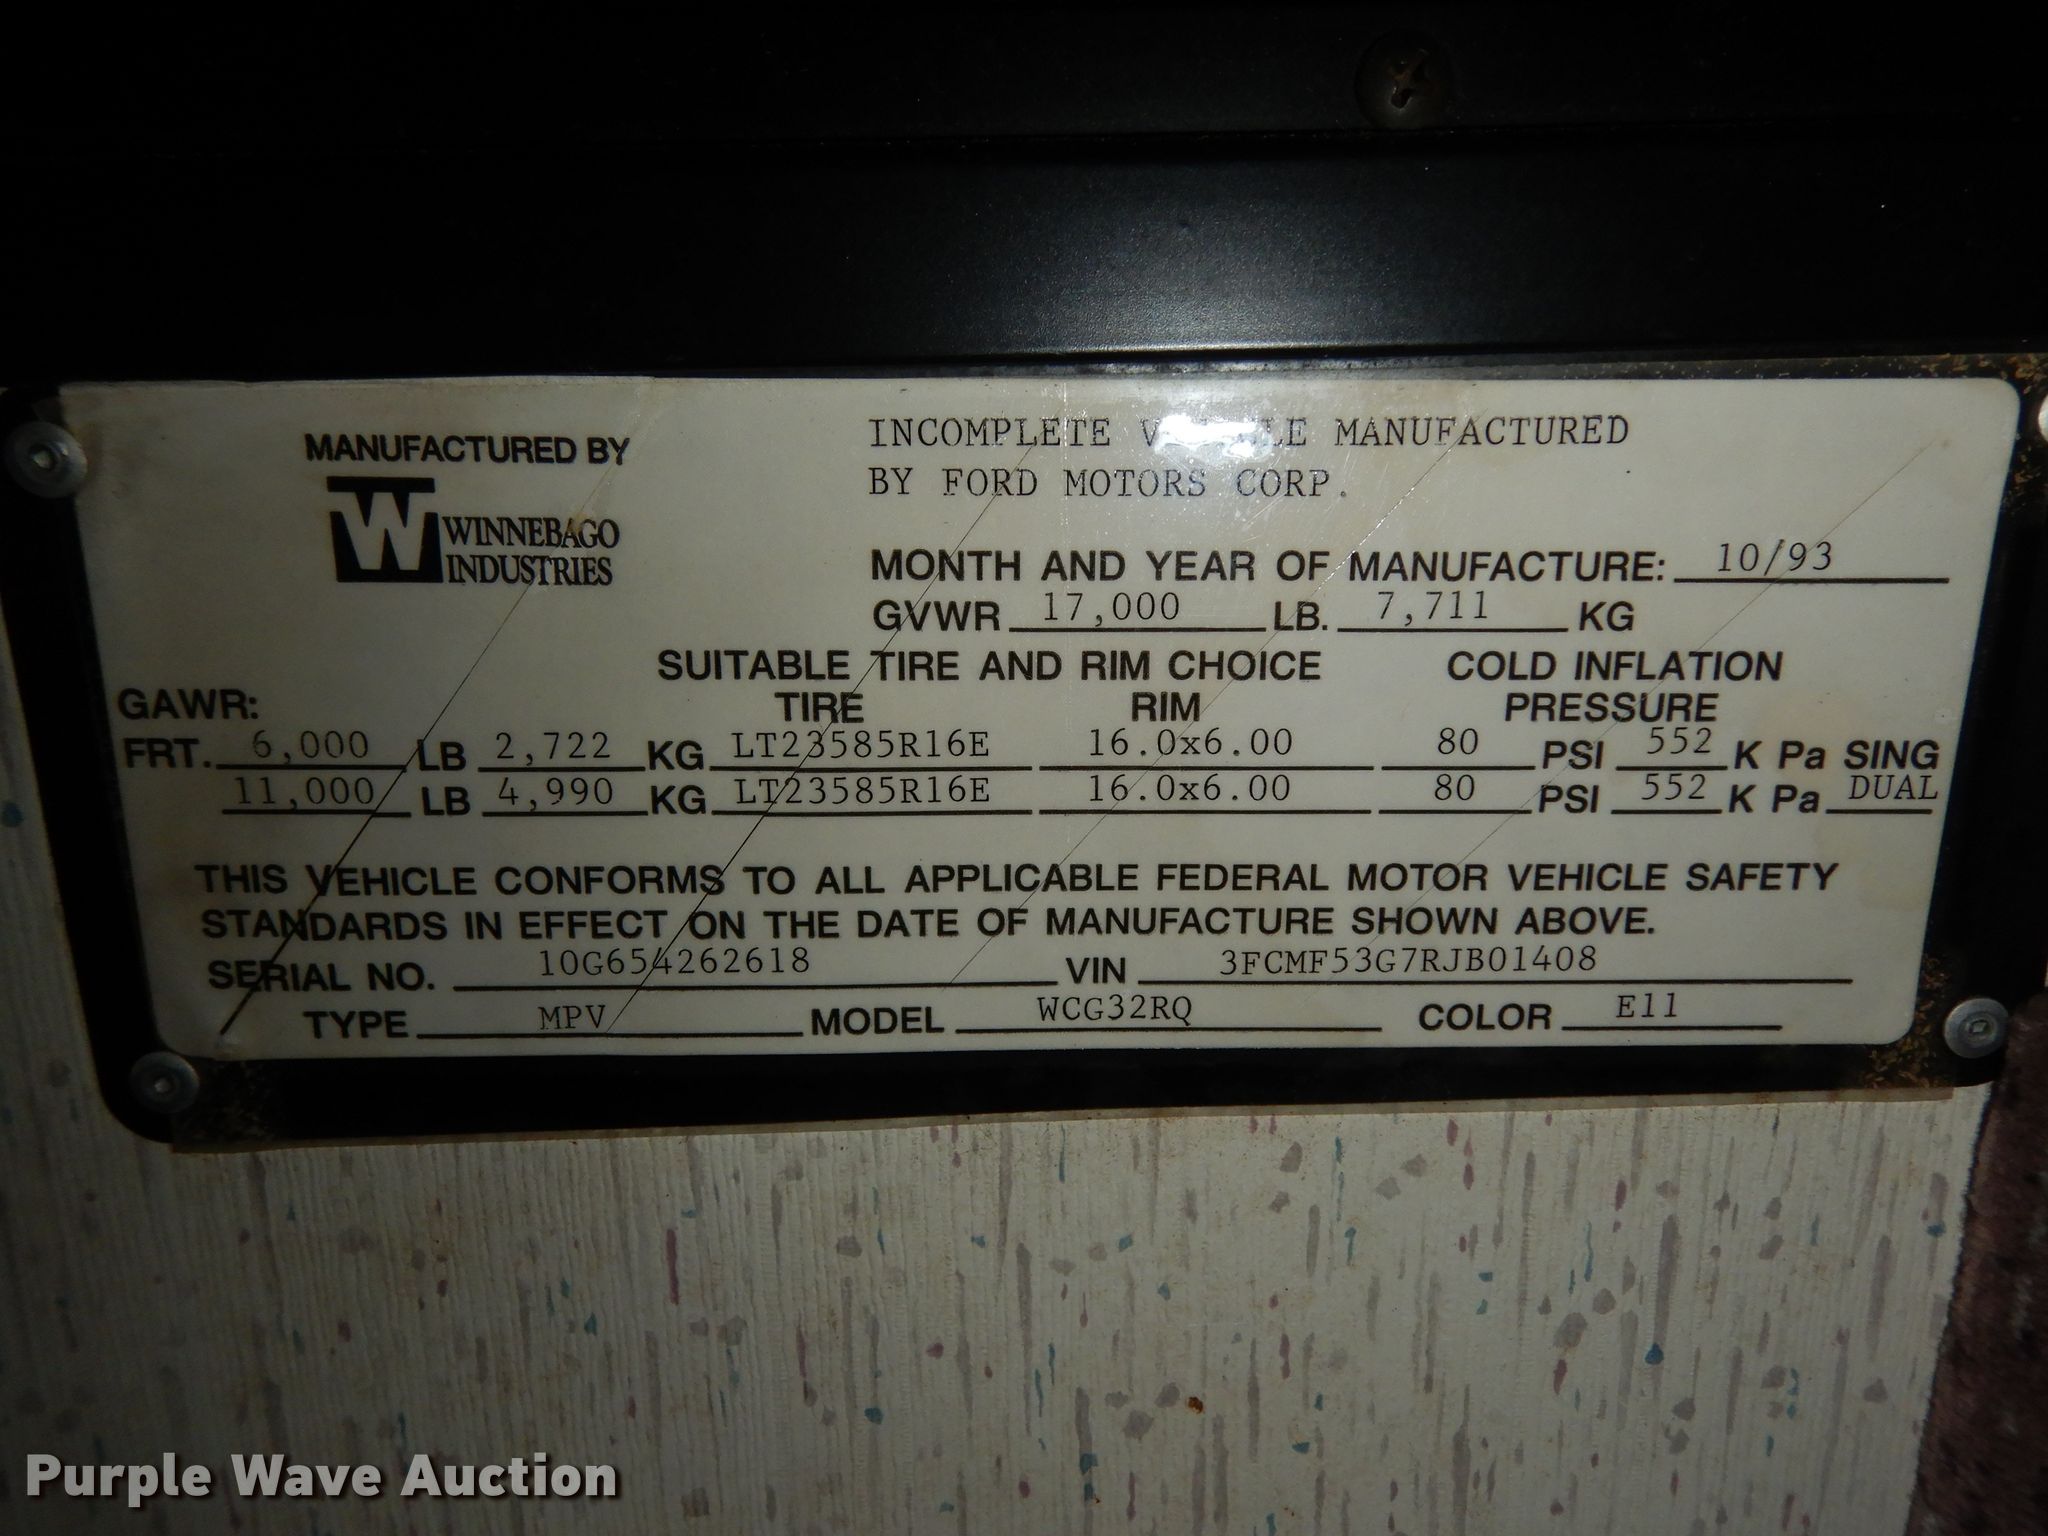 MANUFACTURED BY
W WINNEBAGO
INDUSTRIES
INCOMPLETE VEHICLE MANUFACTURED
BY FORD MOTORS CORP.
MONTH AND YEAR OF MANUFACTURE: 10/93
GVWR 17,000 LB. 7,711 KG
SUITABLE TIRE AND RIM CHOICE COLD INFLATION
GAWR: TIRE RIM PRESSURE
FRT. 6,000 LB 2,722 KG LT23585R16E 16.0x6.00 80 PSI 552 K Pa SING
11,000 LB 4,990 KG LT23585R16E 16.0x6.00 80 PSI 552 K Pa DUAL
THIS VEHICLE CONFORMS TO ALL APPLICABLE FEDERAL MOTOR VEHICLE SAFETY
STANDARDS IN EFFECT ON THE DATE OF MANUFACTURE SHOWN ABOVE.
SERIAL NO. 10G654262618 VIN 3FCMF53G7RJB01408
TYPE MPV MODEL WCG32RQ COLOR E11
Purple Wave Auction